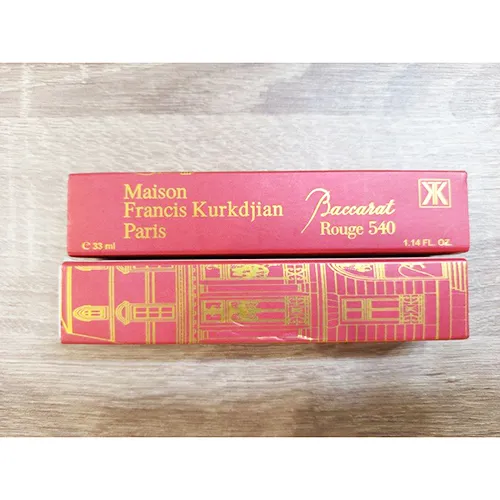 Maison
Francis Kurkdjian
Paris
Baccarat
Rouge 540
℮ 33 ml
1.14 FL. OZ.